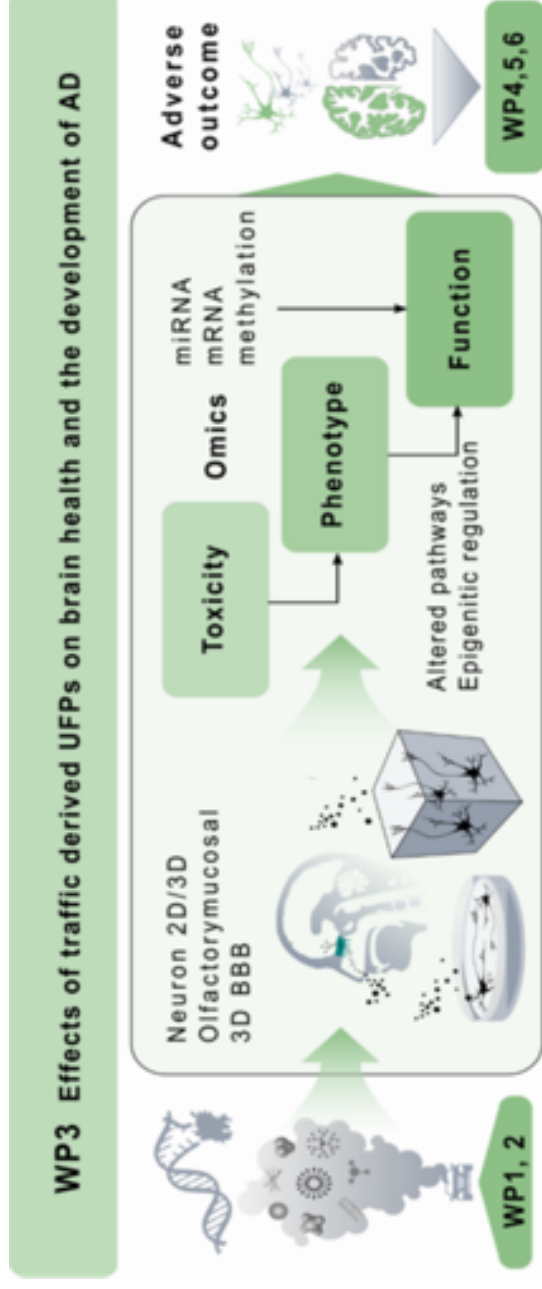 WP3 Effects of traffic derived UFPs on brain health and the development of AD
WP1, 2
Neuron 2D/3D
Olfactorymucosal
3D BBB
Toxicity
Omics
miRNA
mRNA
methylation
Phenotype
Altered pathways
Epigenitic regulation
Function
Adverse
outcome
WP4,5,6